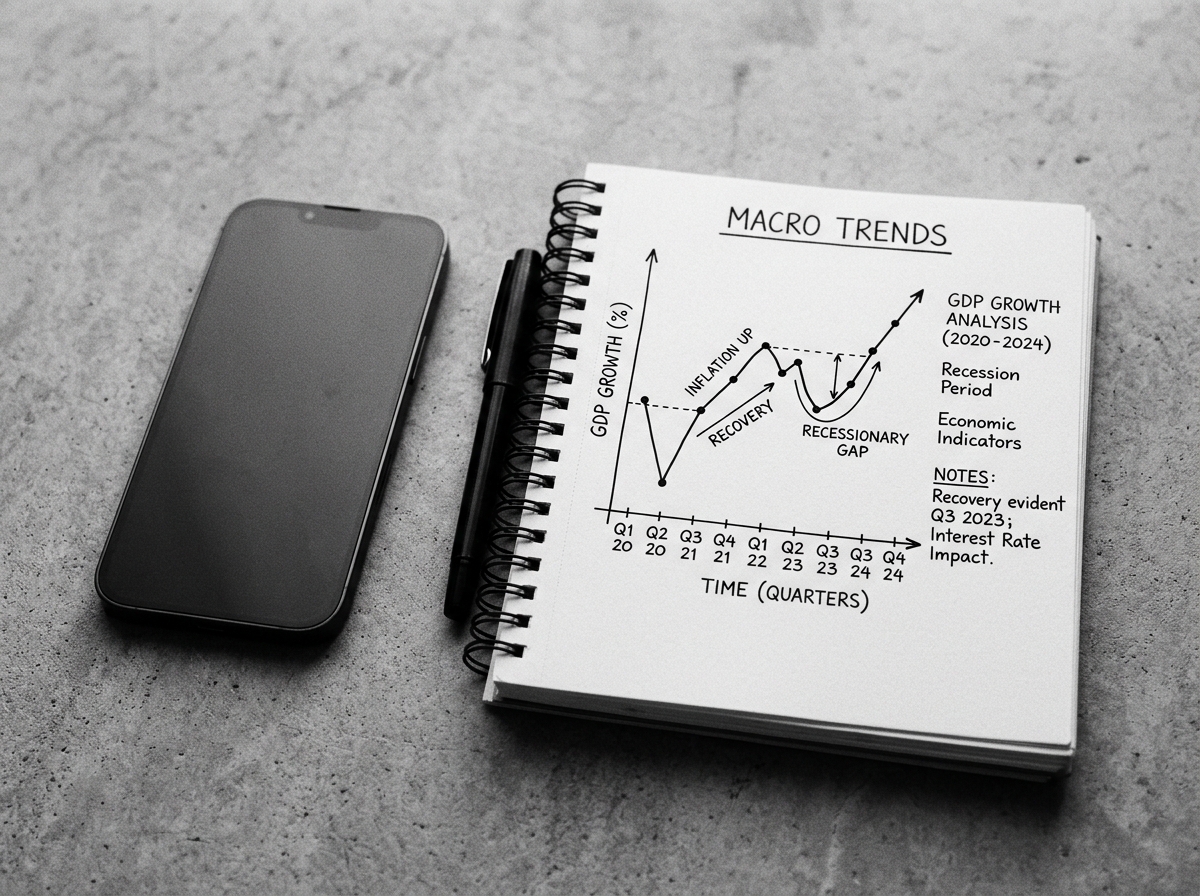 MACRO TRENDS
GDP GROWTH (%)
INFLATION UP
RECOVERY
RECESSIONARY
GAP
Q1 Q2 Q3 Q4 Q1 Q2 Q3 Q3 Q4
20 20 21 21 22 23 23 24 24
TIME (QUARTERS)
GDP GROWTH
ANALYSIS
(2020-2024)
Recession
Period
Economic
Indicators
NOTES:
Recovery evident
Q3 2023;
Interest Rate
Impact.